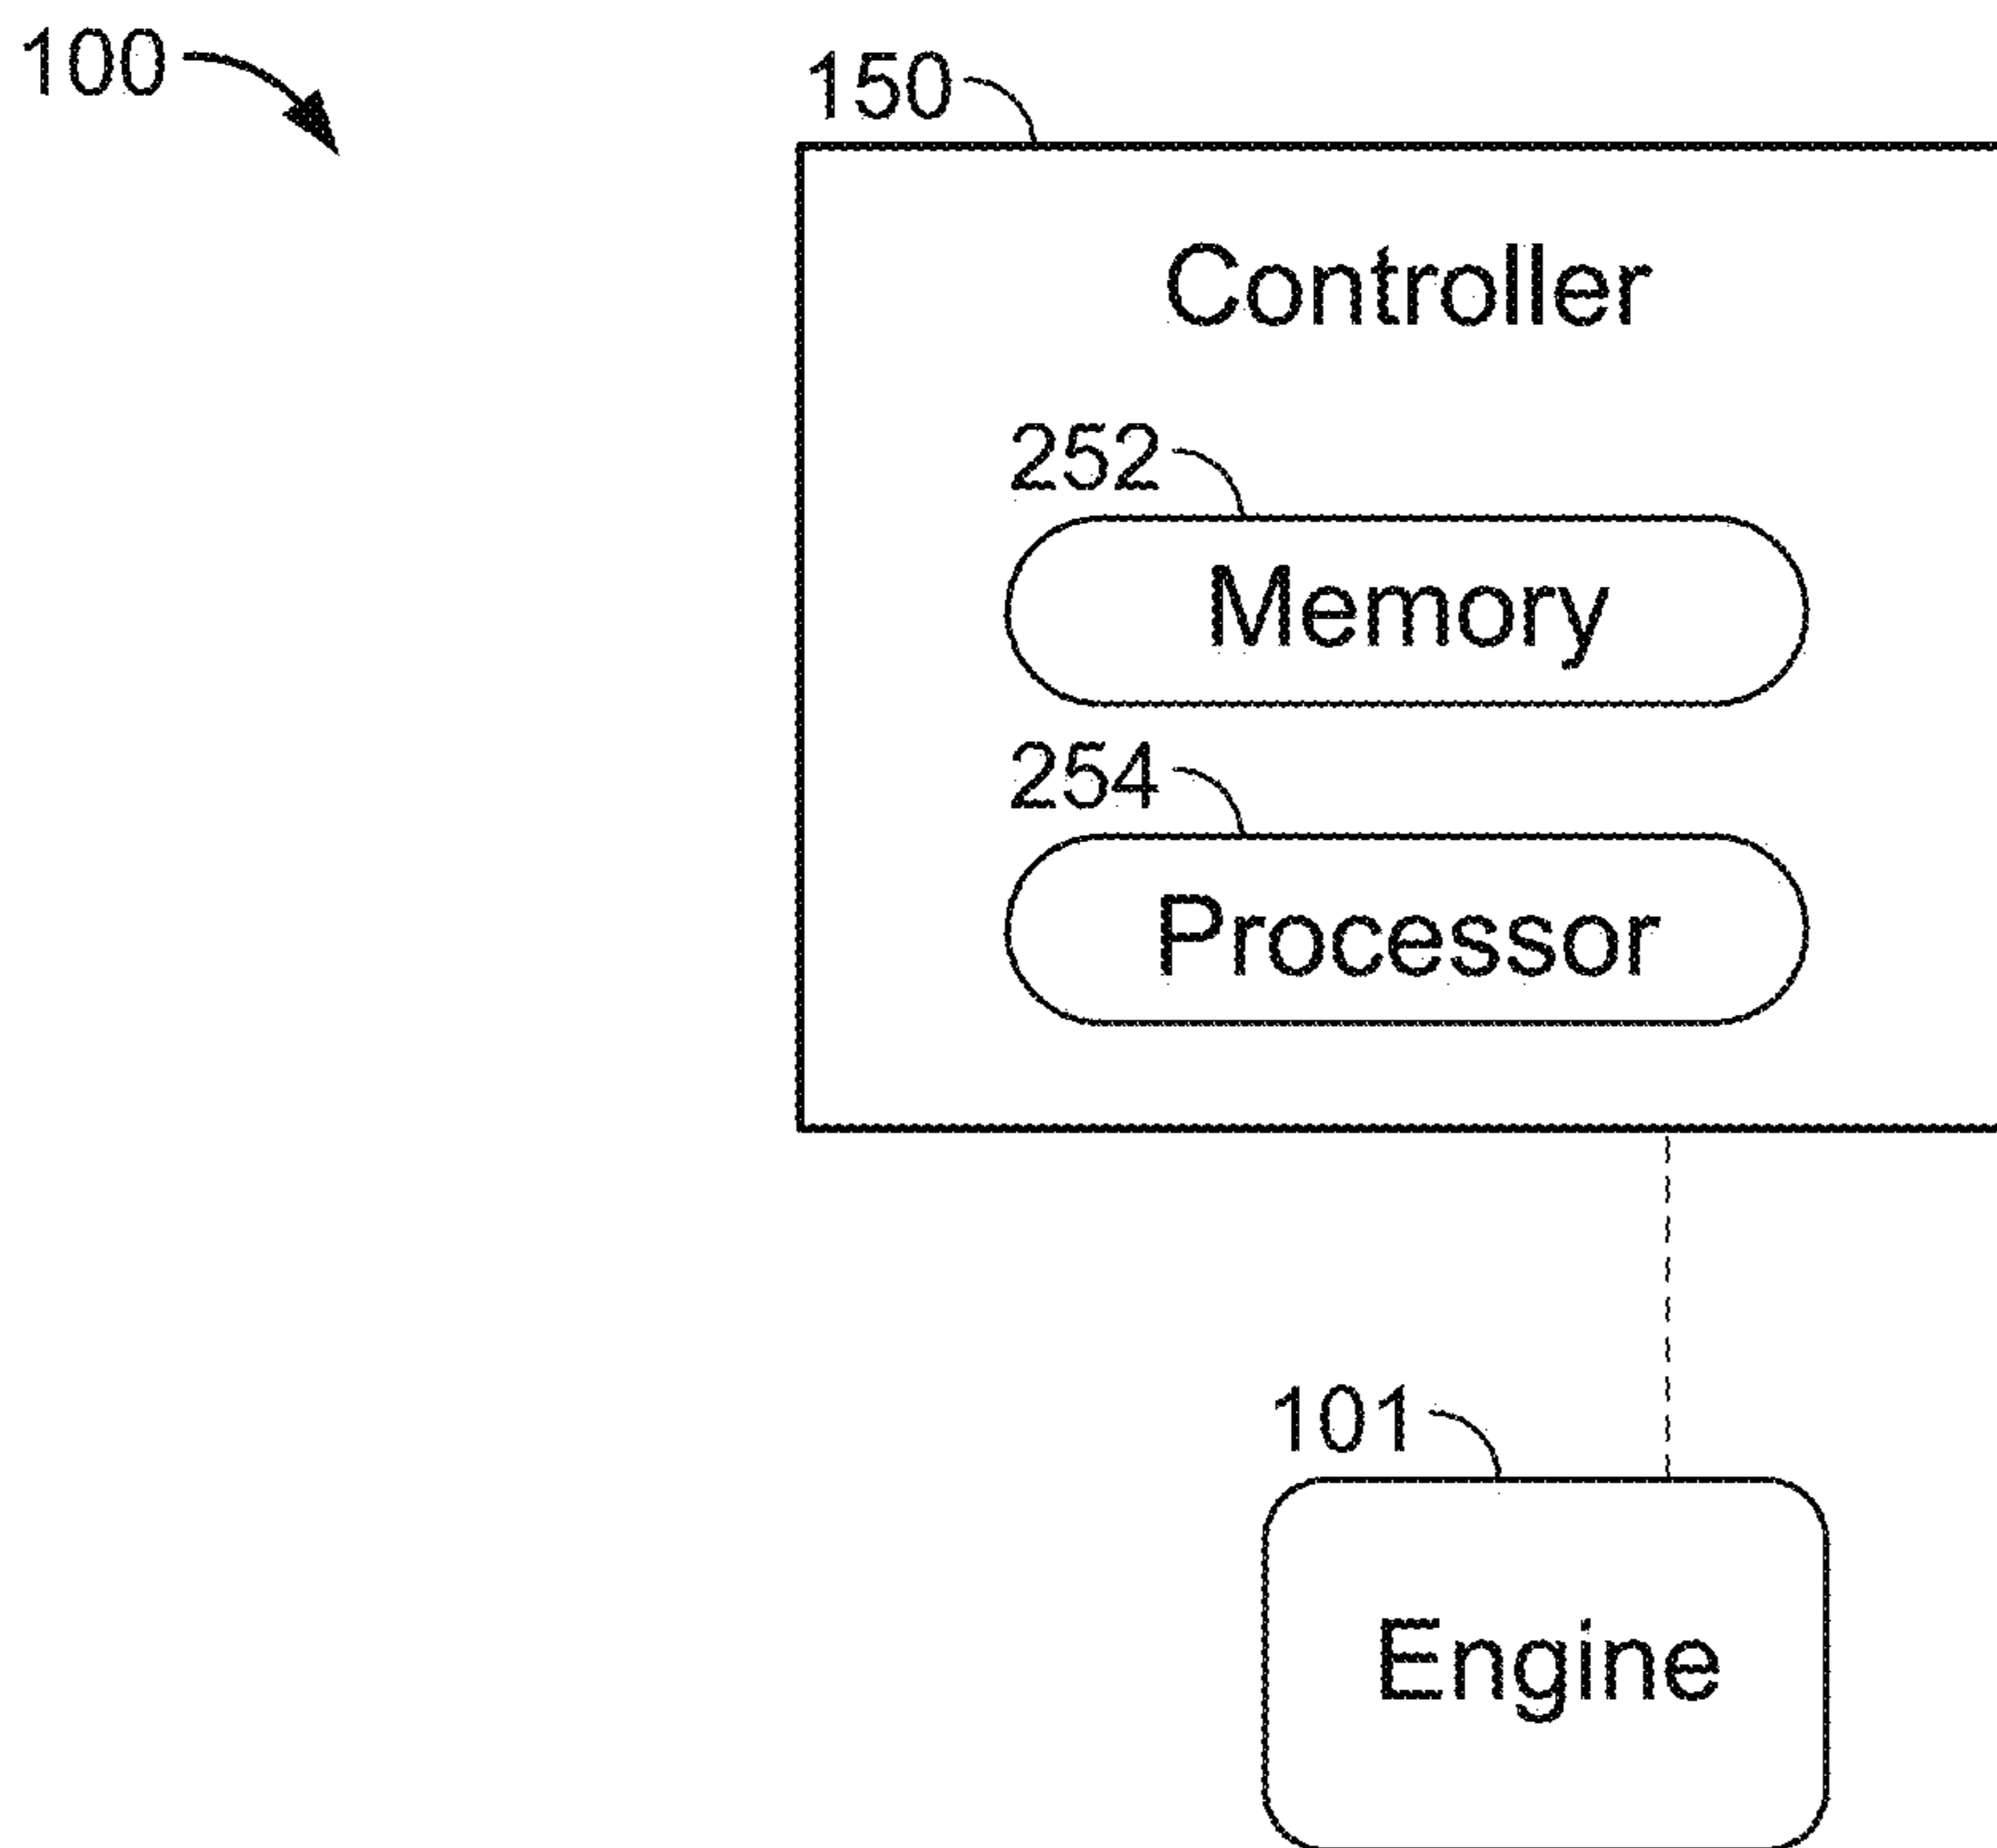 100
150
Controller
252
Memory
254
Processor
101
Engine